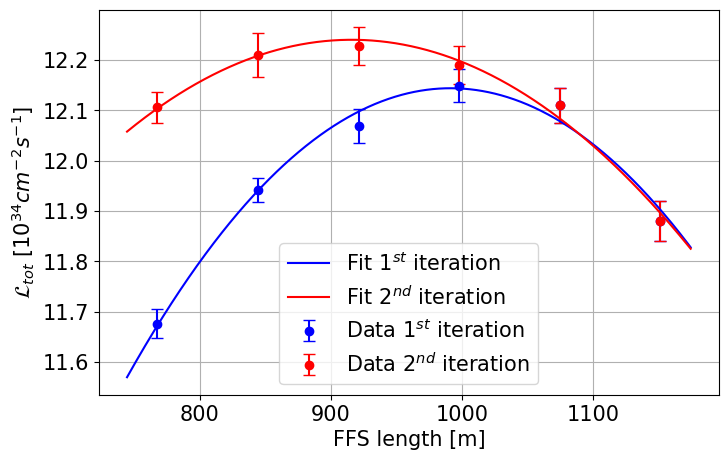 12.2
12.1
12.0
11.9
11.8
11.7
11.6
$\mathcal{L}_{tot}$ [$10^{34}cm^{-2}s^{-1}$]
Fit 1$^{st}$ iteration
Fit 2$^{nd}$ iteration
Data 1$^{st}$ iteration
Data 2$^{nd}$ iteration
800 900 1000 1100
FFS length [m]